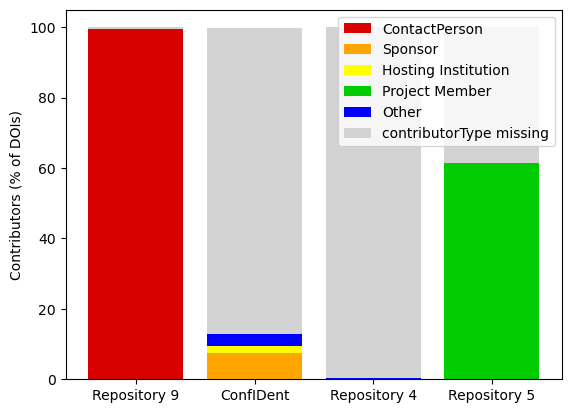 Contributors (% of DOIs)
100
80
60
40
20
0
ContactPerson
Sponsor
Hosting Institution
Project Member
Other
contributorType missing
Repository 9
ConfIDent
Repository 4
Repository 5